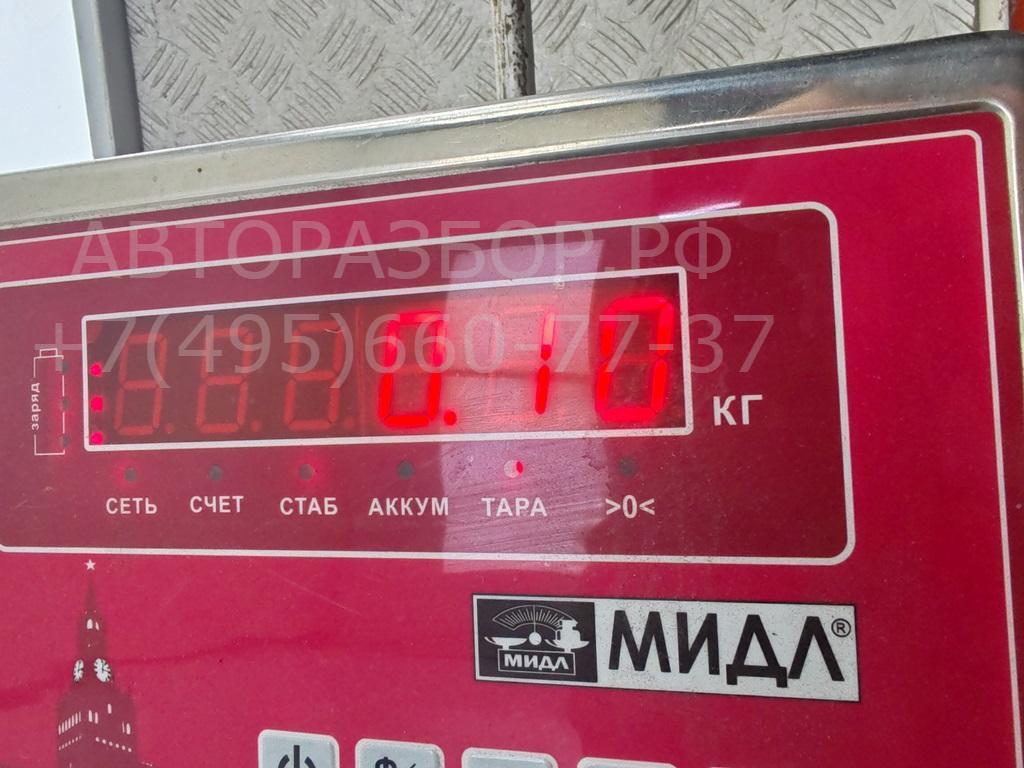 АВТОРАЗБОР.РФ
+7(495)660-77-37
заряд
0.10
КГ
СЕТЬ СЧЕТ СТАБ АККУМ ТАРА >0<
МИДЛ
МИДЛ®